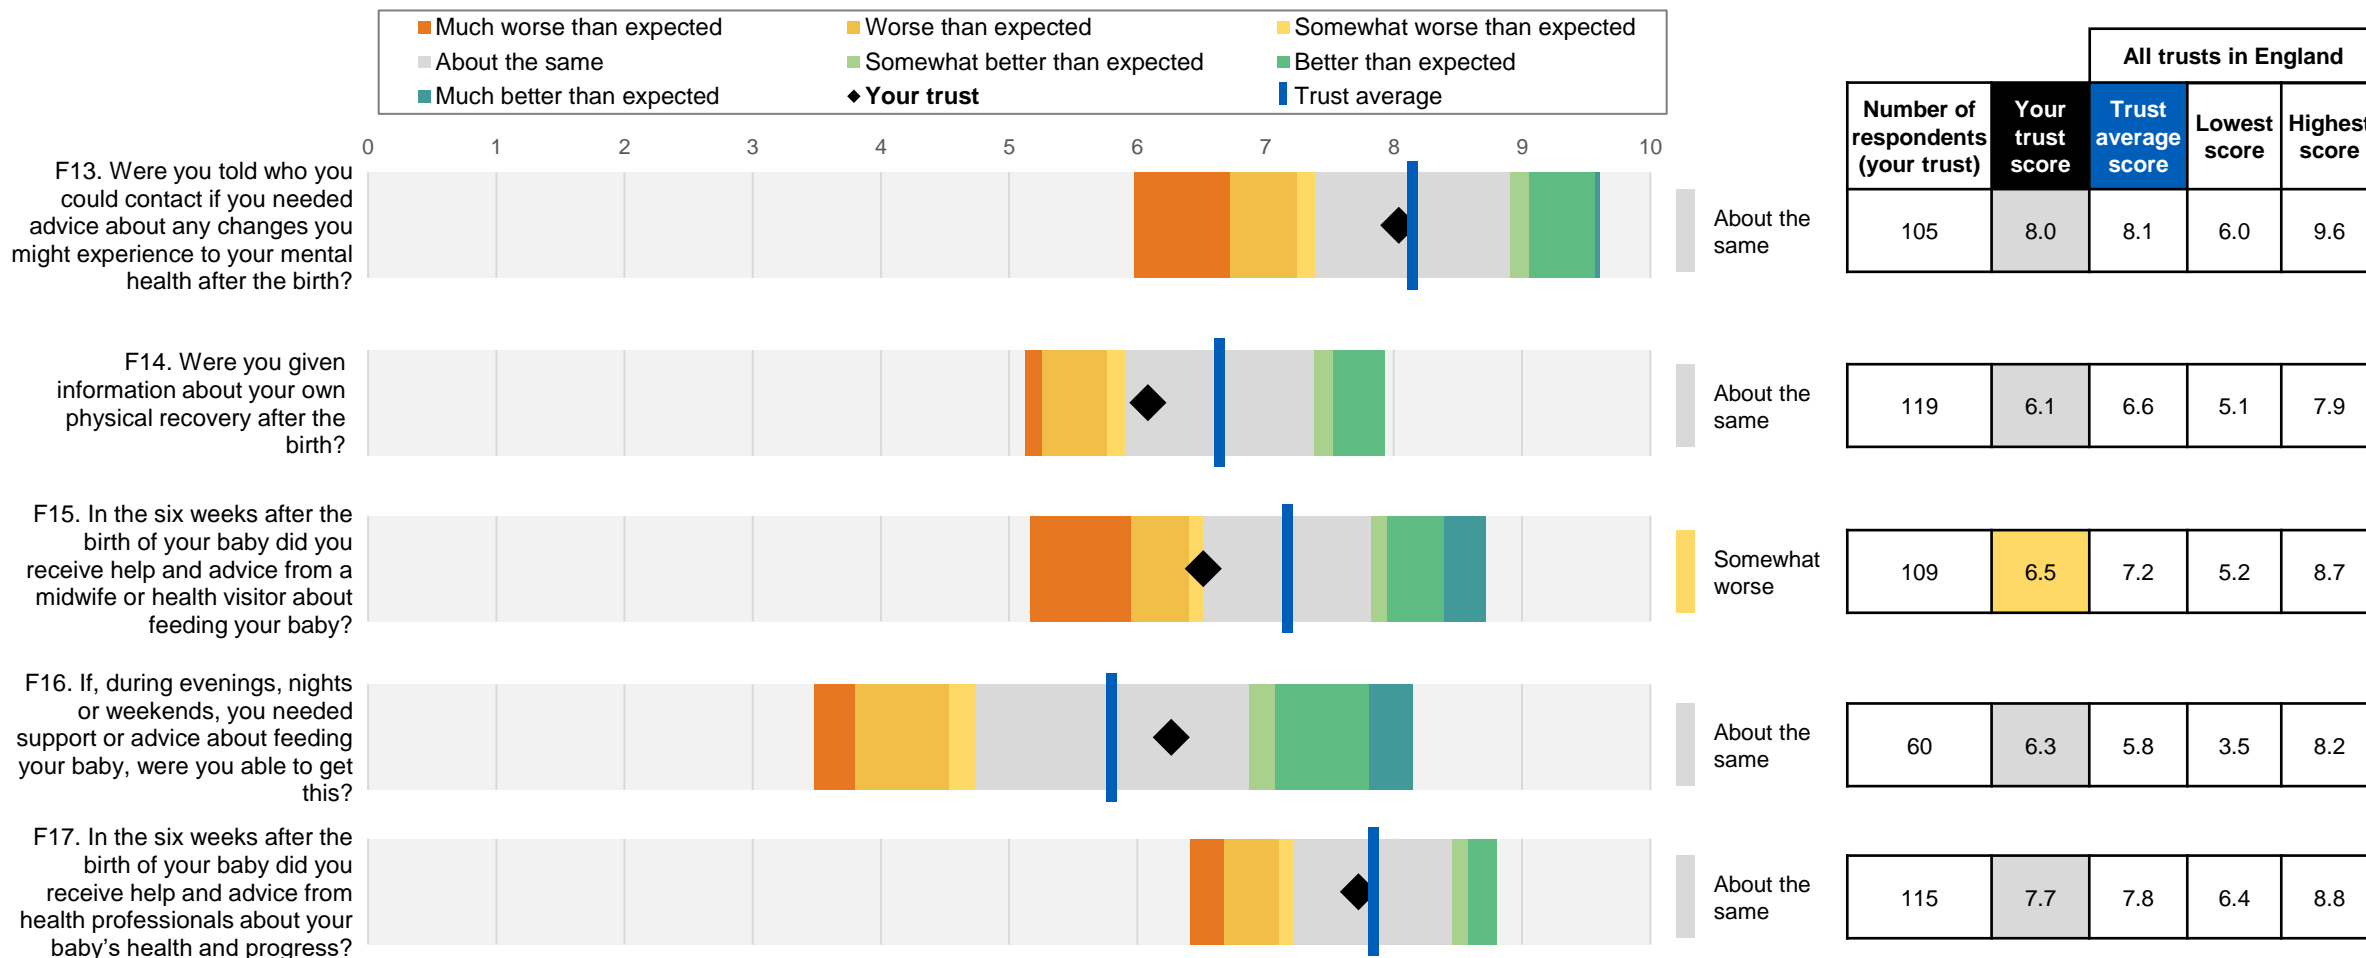 Much worse than expected
Worse than expected
Somewhat worse than expected
About the same
Somewhat better than expected
Better than expected
Much better than expected
Your trust
Trust average
All trusts in England
Number of
respondents
(your trust)
Your
trust
score
Trust
average
score
Lowest
score
Highest
score
0 1 2 3 4 5 6 7 8 9 10
F13. Were you told who you
could contact if you needed
advice about any changes you
might experience to your mental
health after the birth?
About the
same
105 8.0 8.1 6.0 9.6
F14. Were you given
information about your own
physical recovery after the
birth?
About the
same
119 6.1 6.6 5.1 7.9
F15. In the six weeks after the
birth of your baby did you
receive help and advice from a
midwife or health visitor about
feeding your baby?
Somewhat
worse
109 6.5 7.2 5.2 8.7
F16. If, during evenings, nights
or weekends, you needed
support or advice about feeding
your baby, were you able to get
this?
About the
same
60 6.3 5.8 3.5 8.2
F17. In the six weeks after the
birth of your baby did you
receive help and advice from
health professionals about your
baby’s health and progress?
About the
same
115 7.7 7.8 6.4 8.8